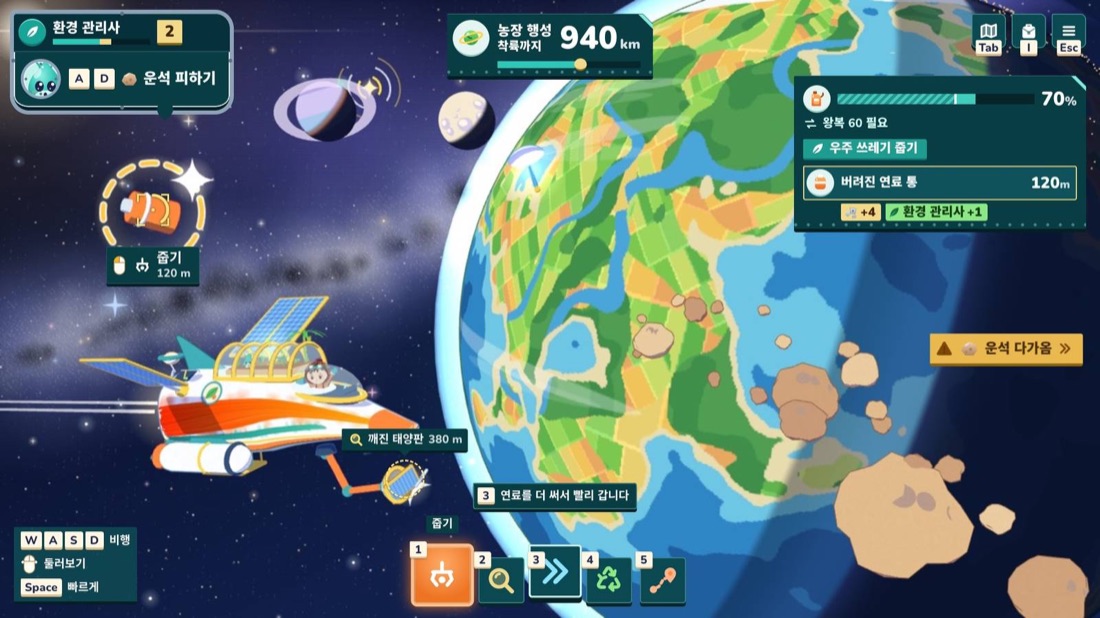 환경 관리사 2
A D 운석 피하기
농장 행성
착륙까지 940 km
Tab I Esc
70%
왕복 60 필요
우주 쓰레기 줍기
버려진 연료 통 120m
+4 환경 관리사 +1
줍기
120 m
운석 다가옴
깨진 태양판 380 m
3 연료를 더 써서 빨리 갑니다
줍기
1 2 3 4 5
W A S D 비행
둘러보기
Space 빠르게